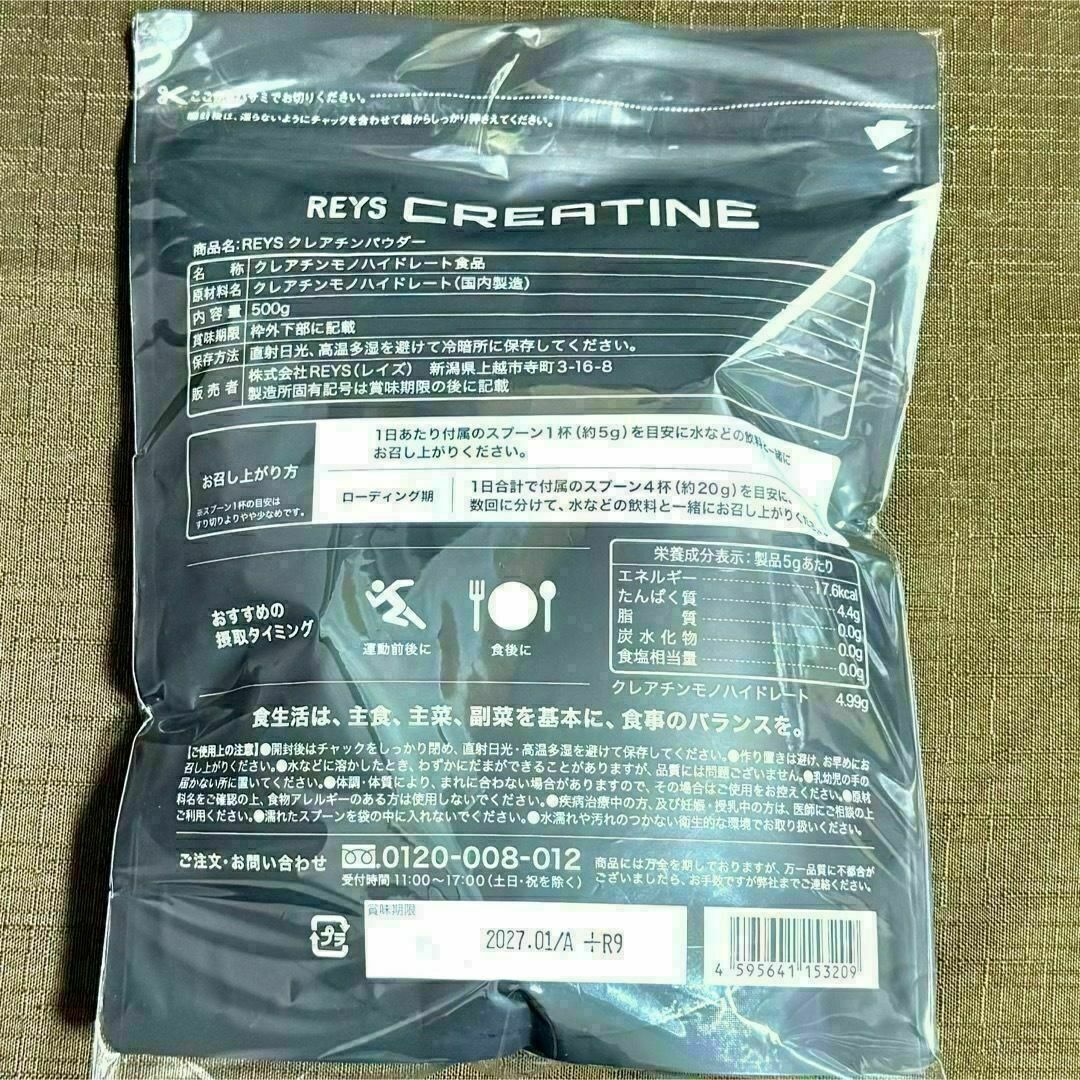 ここからハサミでお切りください。
開封後は、湿らないようにチャックを合わせて端からしっかり押さえてください。
REYS CREATINE
商品名:REYS クレアチンパウダー
名 称 クレアチンモノハイドレート食品
原材料名 クレアチンモノハイドレート(国内製造)
内容量 500g
賞味期限 枠外下部に記載
保存方法 直射日光、高温多湿を避けて冷暗所に保存してください。
販売者 株式会社REYS(レイズ) 新潟県上越市寺町3-16-8
製造所固有記号は賞味期限の後に記載
お召し上がり方
※スプーン1杯の目安は
すり切りよりやや少なめです。
1日あたり付属のスプーン1杯(約5g)を目安に水などの飲料と一緒に
お召し上がりください。
ローディング期
1日合計で付属のスプーン4杯(約20g)を目安に、
数回に分けて、水などの飲料と一緒にお召し上がりください。
おすすめの
摂取タイミング
運動前後に
食後に
栄養成分表示:製品5gあたり
エネルギー 17.6kcal
たんぱく質 4.4g
脂 質 0.0g
炭水化物 0.0g
食塩相当量 0.0g
クレアチンモノハイドレート 4.99g
食生活は、主食、主菜、副菜を基本に、食事のバランスを。
【ご使用上の注意】●開封後はチャックをしっかり閉め、直射日光・高温多湿を避けて保存してください。●作り置きは避け、お早めにお
召し上がりください。●水などに溶かしたとき、わずかにだまができることがありますが、品質には問題ございません。●乳幼児の手の
届かない所に置いてください。●体調・体質により、まれに合わない場合がありますので、その場合はご使用をお控えください。●原材
料名をご確認の上、食物アレルギーのある方は使用しないでください。●疾病治療中の方、及び妊娠・授乳中の方は、医師にご相談の上
ご利用ください。●濡れたスプーンを袋の中に入れないでください。●水濡れや汚れのつかない衛生的な環境でお取り扱いください。
ご注文・お問い合わせ 0120-008-012
受付時間 11:00〜17:00(土日・祝を除く)
商品には万全を期しておりますが、万一品質に不都合が
ございましたら、お手数ですが弊社までご連絡ください。
プラ
賞味期限
2027.01/A ÷R9
4 595641 153209